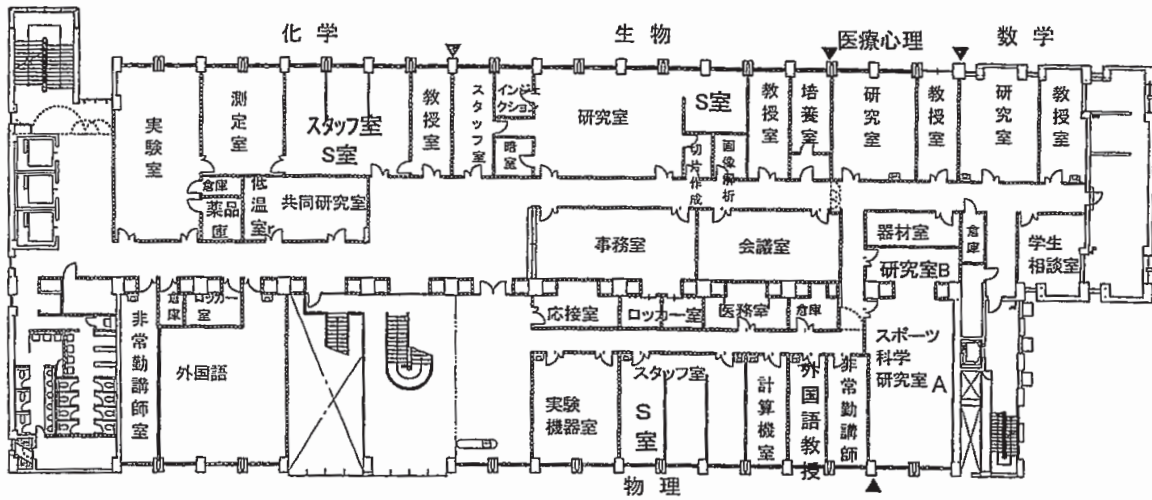 化学
生物
医療心理
数学
実験室
測定室
スタッフ室
S室
教授室
スタッフ室
インジェクション
暗室
研究室
S室
教授室
培養室
研究室
教授室
研究室
教授室
倉庫
薬品庫
低温室
共同研究室
切片作成
画像解析
事務室
会議室
器材室
倉庫
学生
相談室
研究室B
非常勤講師室
倉庫
ロッカー室
外国語
応接室
ロッカー室
医務室
倉庫
スポーツ
科学
研究室 A
実験
機器室
スタッフ室
S室
計算機室
外国語教授
非常勤講師
物理